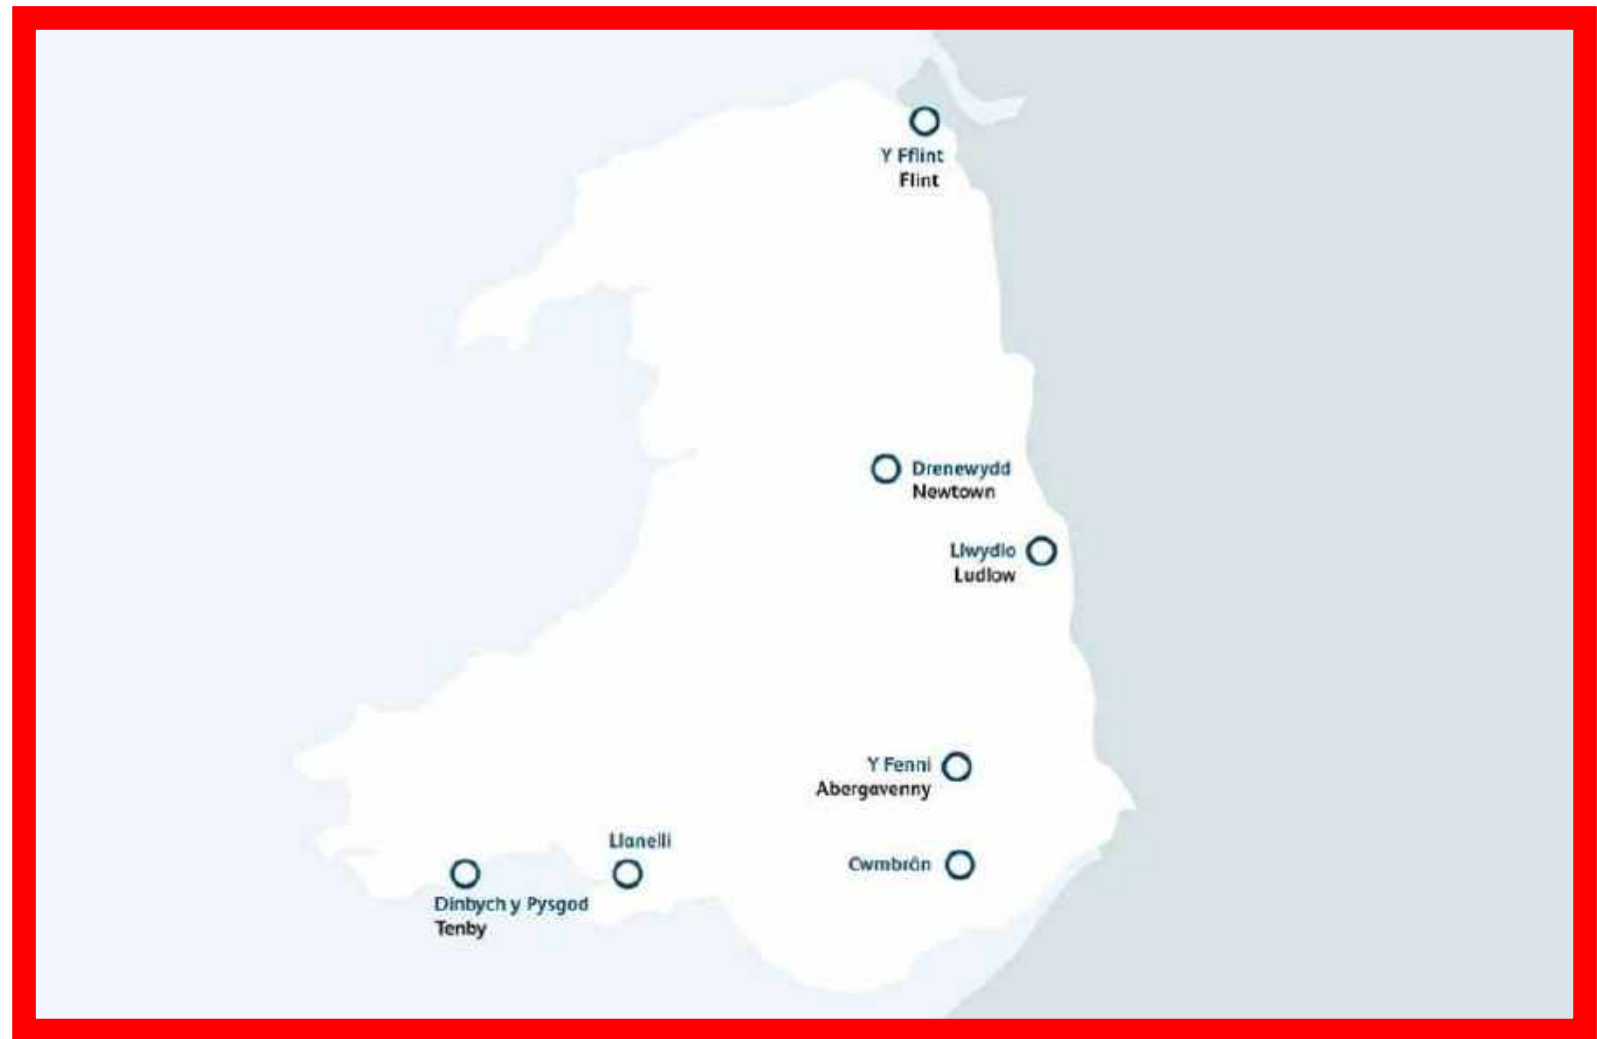 Y Fflint
Flint
Drenewydd
Newtown
Llwydlo
Ludlow
Y Fenni
Abergavenny
Llanelli
Cwmbrân
Dinbych y Pysgod
Tenby